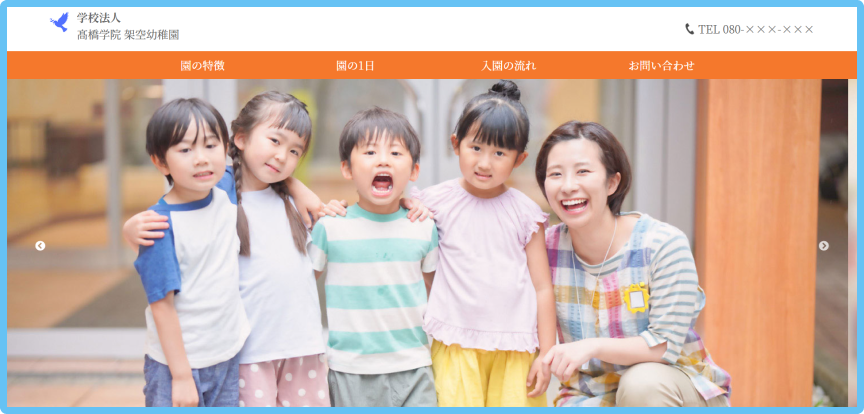 学校法人
髙橋学院 架空幼稚園
TEL 080-×××-×××
園の特徴
園の1日
入園の流れ
お問い合わせ